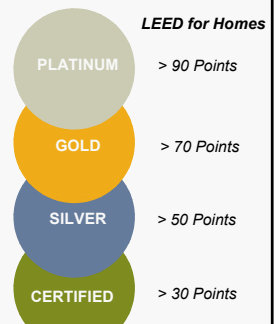 LEED for Homes
PLATINUM > 90 Points
GOLD > 70 Points
SILVER > 50 Points
CERTIFIED > 30 Points